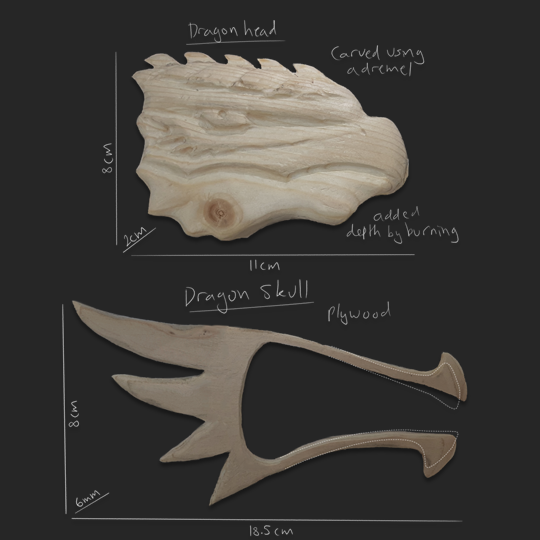 Dragon head
Carved using
a dremel
8cm
added
depth by burning
2cm
11cm
Dragon Skull
Plywood
8cm
6mm
18.5cm